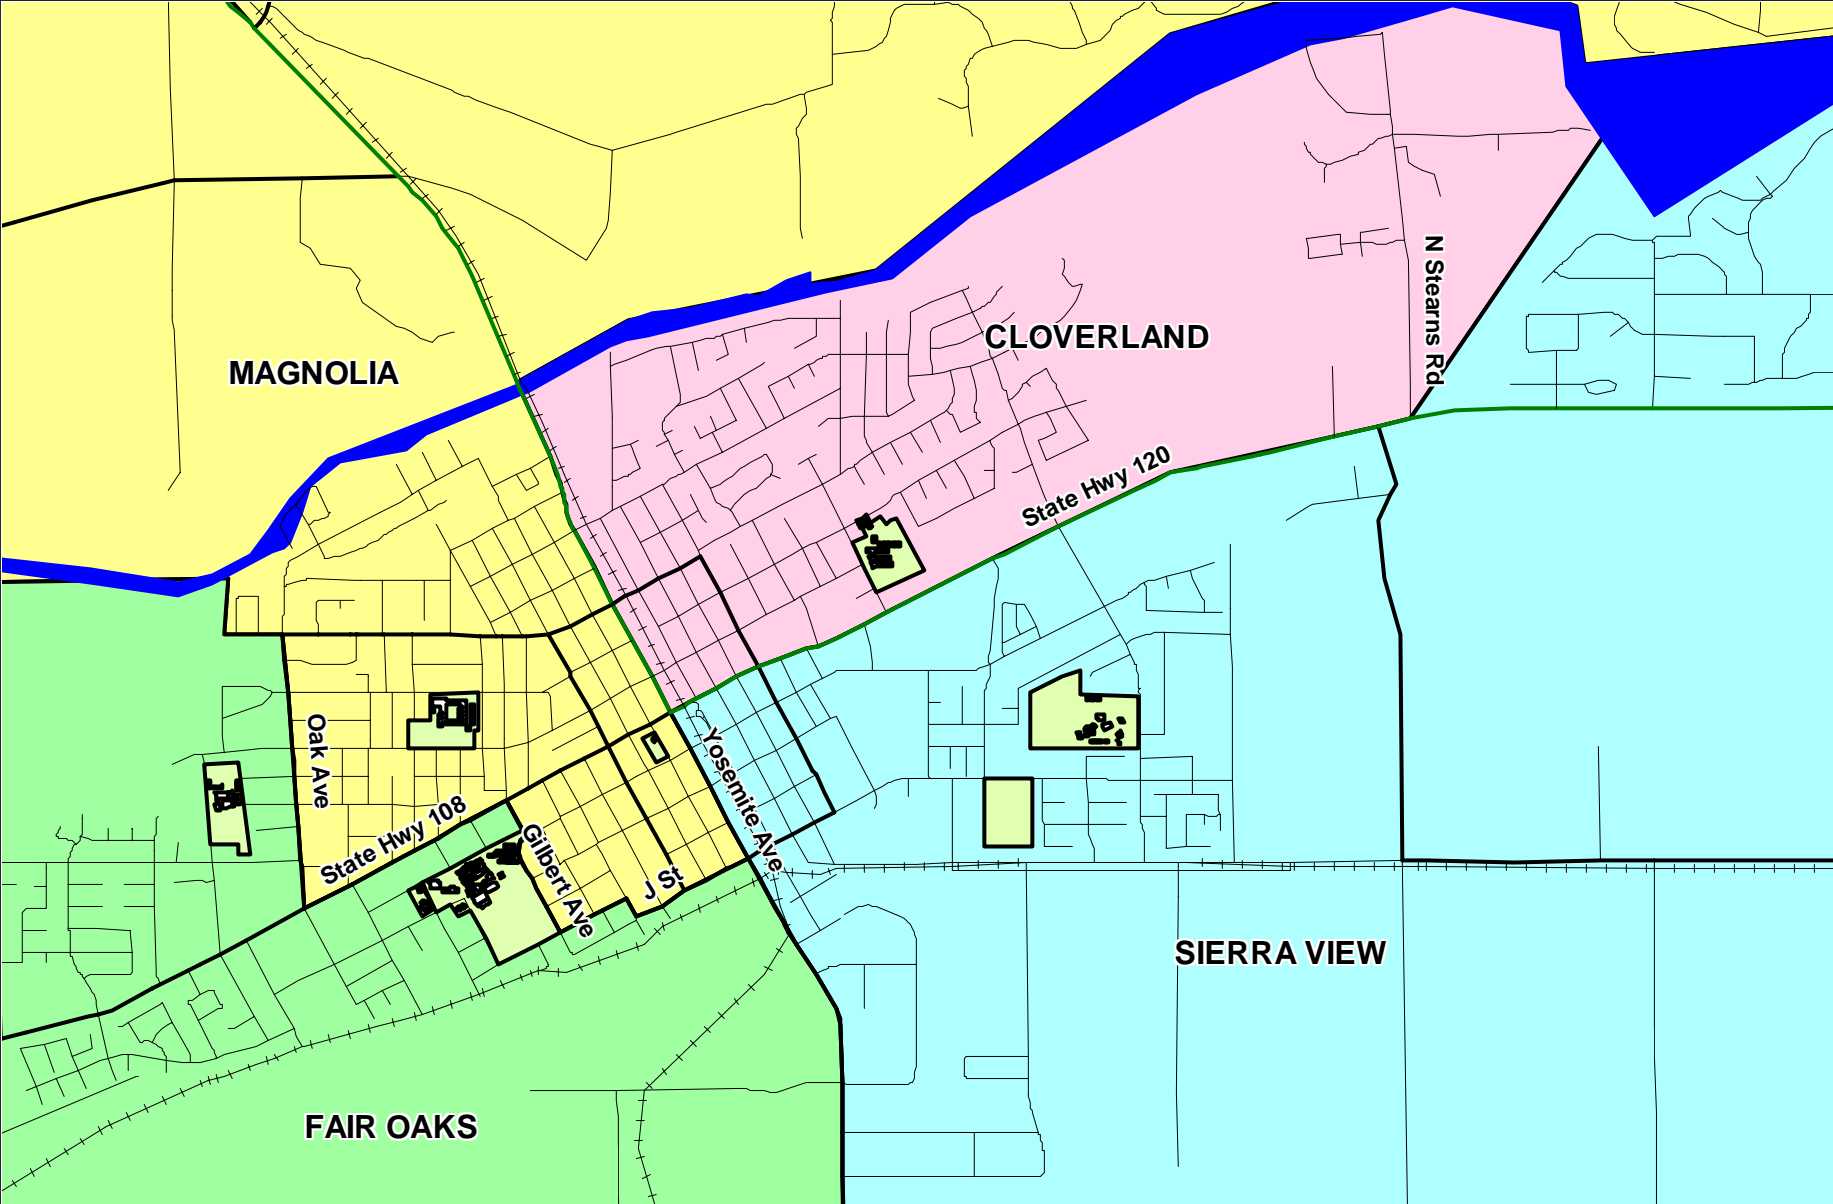 N Stearns Rd
CLOVERLAND
MAGNOLIA
State Hwy 120
Oak Ave
Yosemite Ave
State Hwy 108
Gilbert Ave
J St
SIERRA VIEW
FAIR OAKS